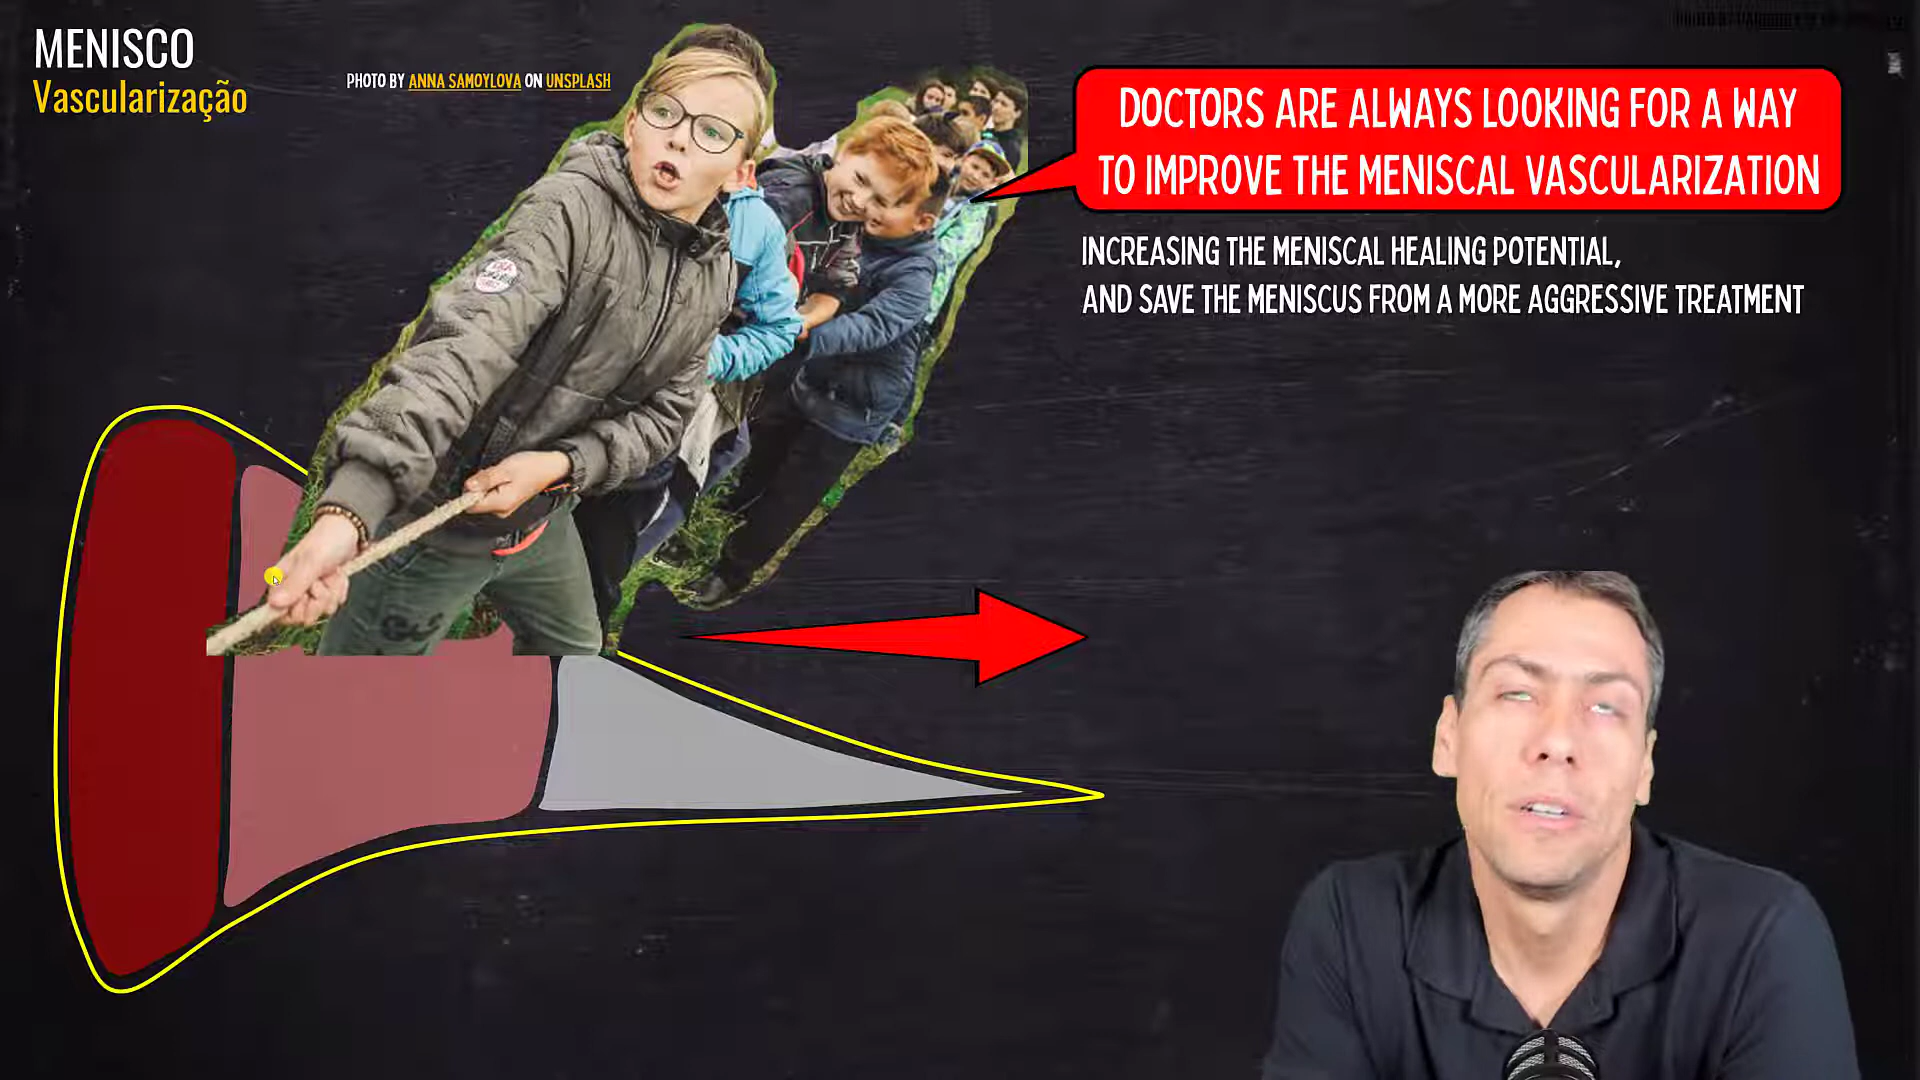 MENISCO
Vascularização
PHOTO BY ANNA SAMOYLOVA ON UNSPLASH
DOCTORS ARE ALWAYS LOOKING FOR A WAY
TO IMPROVE THE MENISCAL VASCULARIZATION
INCREASING THE MENISCAL HEALING POTENTIAL,
AND SAVE THE MENISCUS FROM A MORE AGGRESSIVE TREATMENT